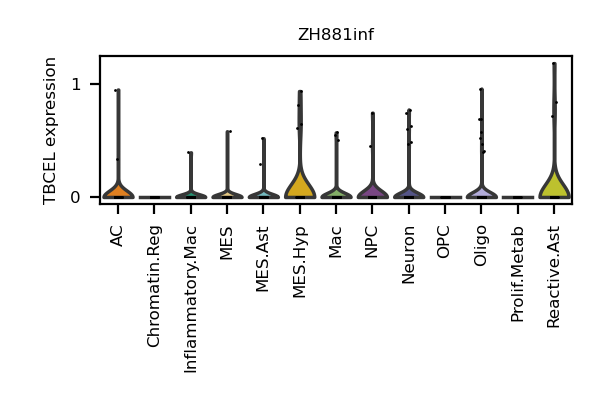 ZH881inf
TBCEL expression
1
0
AC
Chromatin.Reg
Inflammatory.Mac
MES
MES.Ast
MES.Hyp
Mac
NPC
Neuron
OPC
Oligo
Prolif.Metab
Reactive.Ast